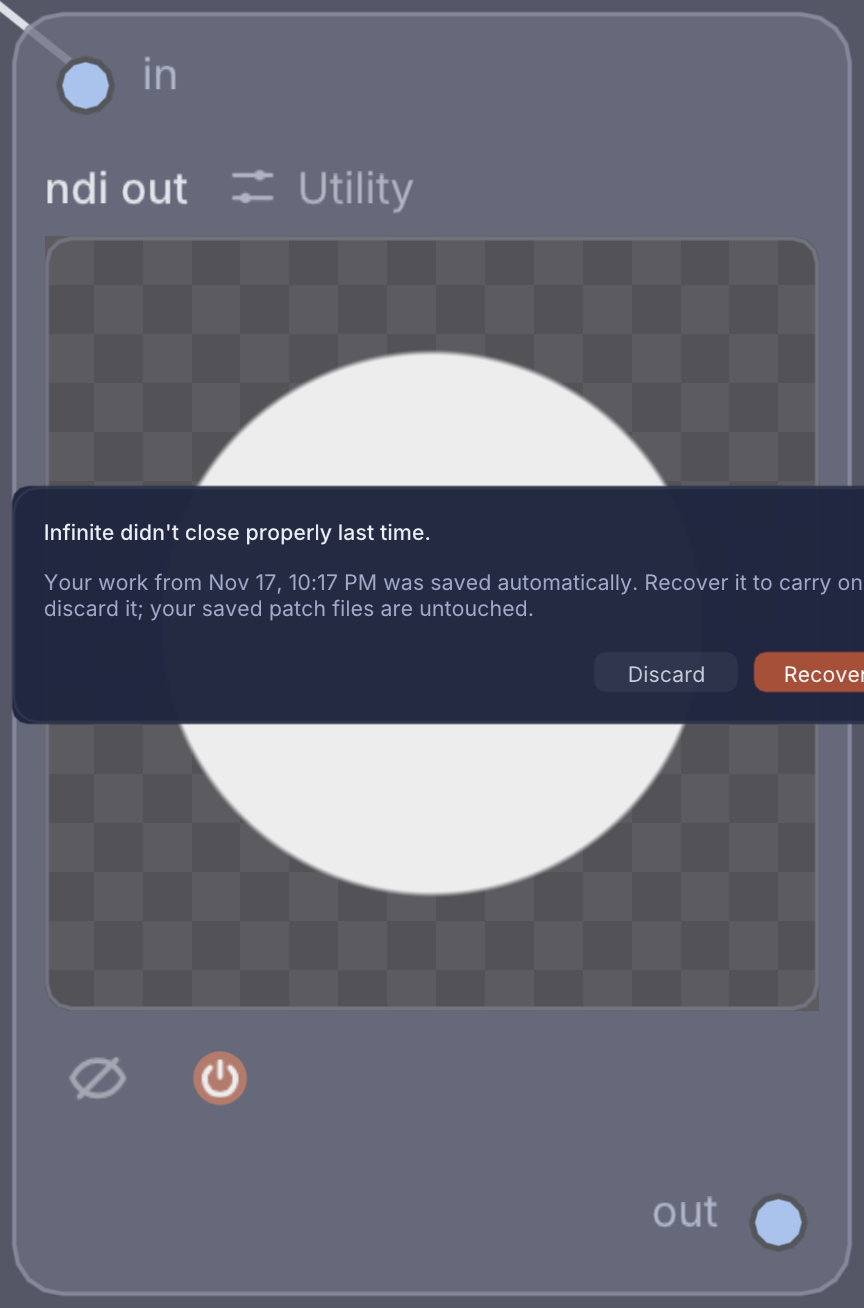 in
ndi out Utility
Infinite didn't close properly last time.
Your work from Nov 17, 10:17 PM was saved automatically. Recover it to carry on
discard it; your saved patch files are untouched.
Discard Recover
out